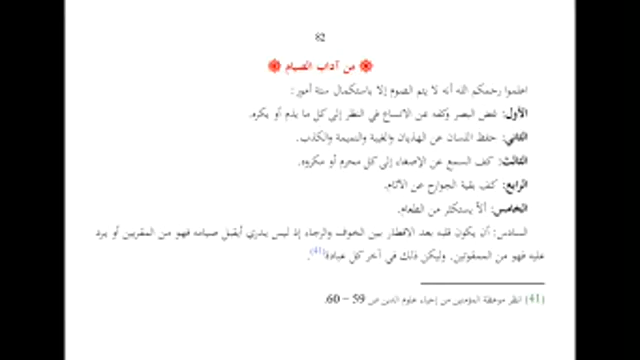 82
من آداب الصيام
اعلموا رحمكم الله أنه لا يتم الصوم إلا باستكمال ستة أمور:
الأول: غض البصر وكفه عن الاتساع في النظر إلى كل ما يذم أو يكره.
الثاني: حفظ اللسان عن الهذيان والغيبة والنميمة والكذب.
الثالث: كف السمع عن الإصغاء إلى كل محرم أو مكروه.
الرابع: كف بقية الجوارح عن الآثام.
الخامس: ألاّ يستكثر من الطعام.
السادس: أن يكون قلبه بعد الافطار بين الخوف والرجاء إذ ليس يدري أيقبل صيامه فهو من المقربين أو يرد
عليه فهو من الممقوتين. وليكن ذلك في آخر كل عبادة(41).
(41) انظر موعظة المؤمنين من إحياء علوم الدين ص 59 – 60.